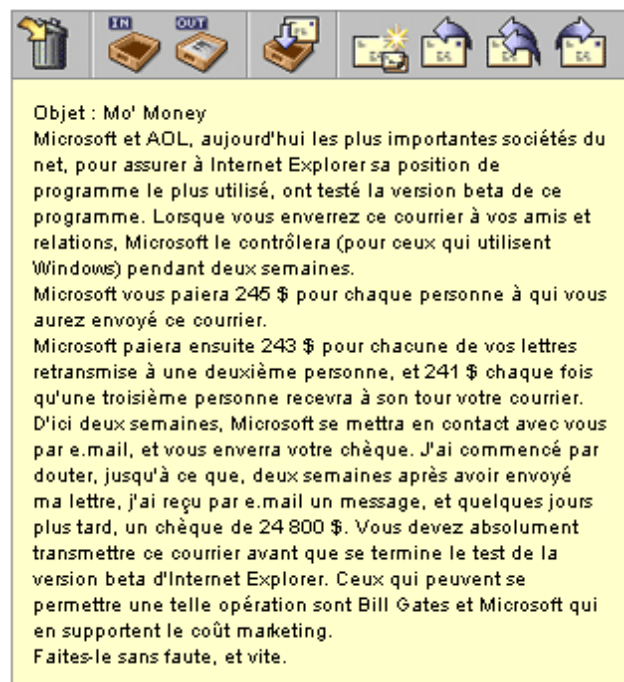 IN OUT
Objet : Mo' Money
Microsoft et AOL, aujourd'hui les plus importantes sociétés du
net, pour assurer à Internet Explorer sa position de
programme le plus utilisé, ont testé la version beta de ce
programme. Lorsque vous enverrez ce courrier à vos amis et
relations, Microsoft le contrôlera (pour ceux qui utilisent
Windows) pendant deux semaines.
Microsoft vous paiera 245 $ pour chaque personne à qui vous
aurez envoyé ce courrier.
Microsoft paiera ensuite 243 $ pour chacune de vos lettres
retransmise à une deuxième personne, et 241 $ chaque fois
qu'une troisième personne recevra à son tour votre courrier.
D'ici deux semaines, Microsoft se mettra en contact avec vous
par e.mail, et vous enverra votre chèque. J'ai commencé par
douter, jusqu'à ce que, deux semaines après avoir envoyé
ma lettre, j'ai reçu par e.mail un message, et quelques jours
plus tard, un chèque de 24 800 $. Vous devez absolument
transmettre ce courrier avant que se termine le test de la
version beta d'Internet Explorer. Ceux qui peuvent se
permettre une telle opération sont Bill Gates et Microsoft qui
en supportent le coût marketing.
Faites-le sans faute, et vite.